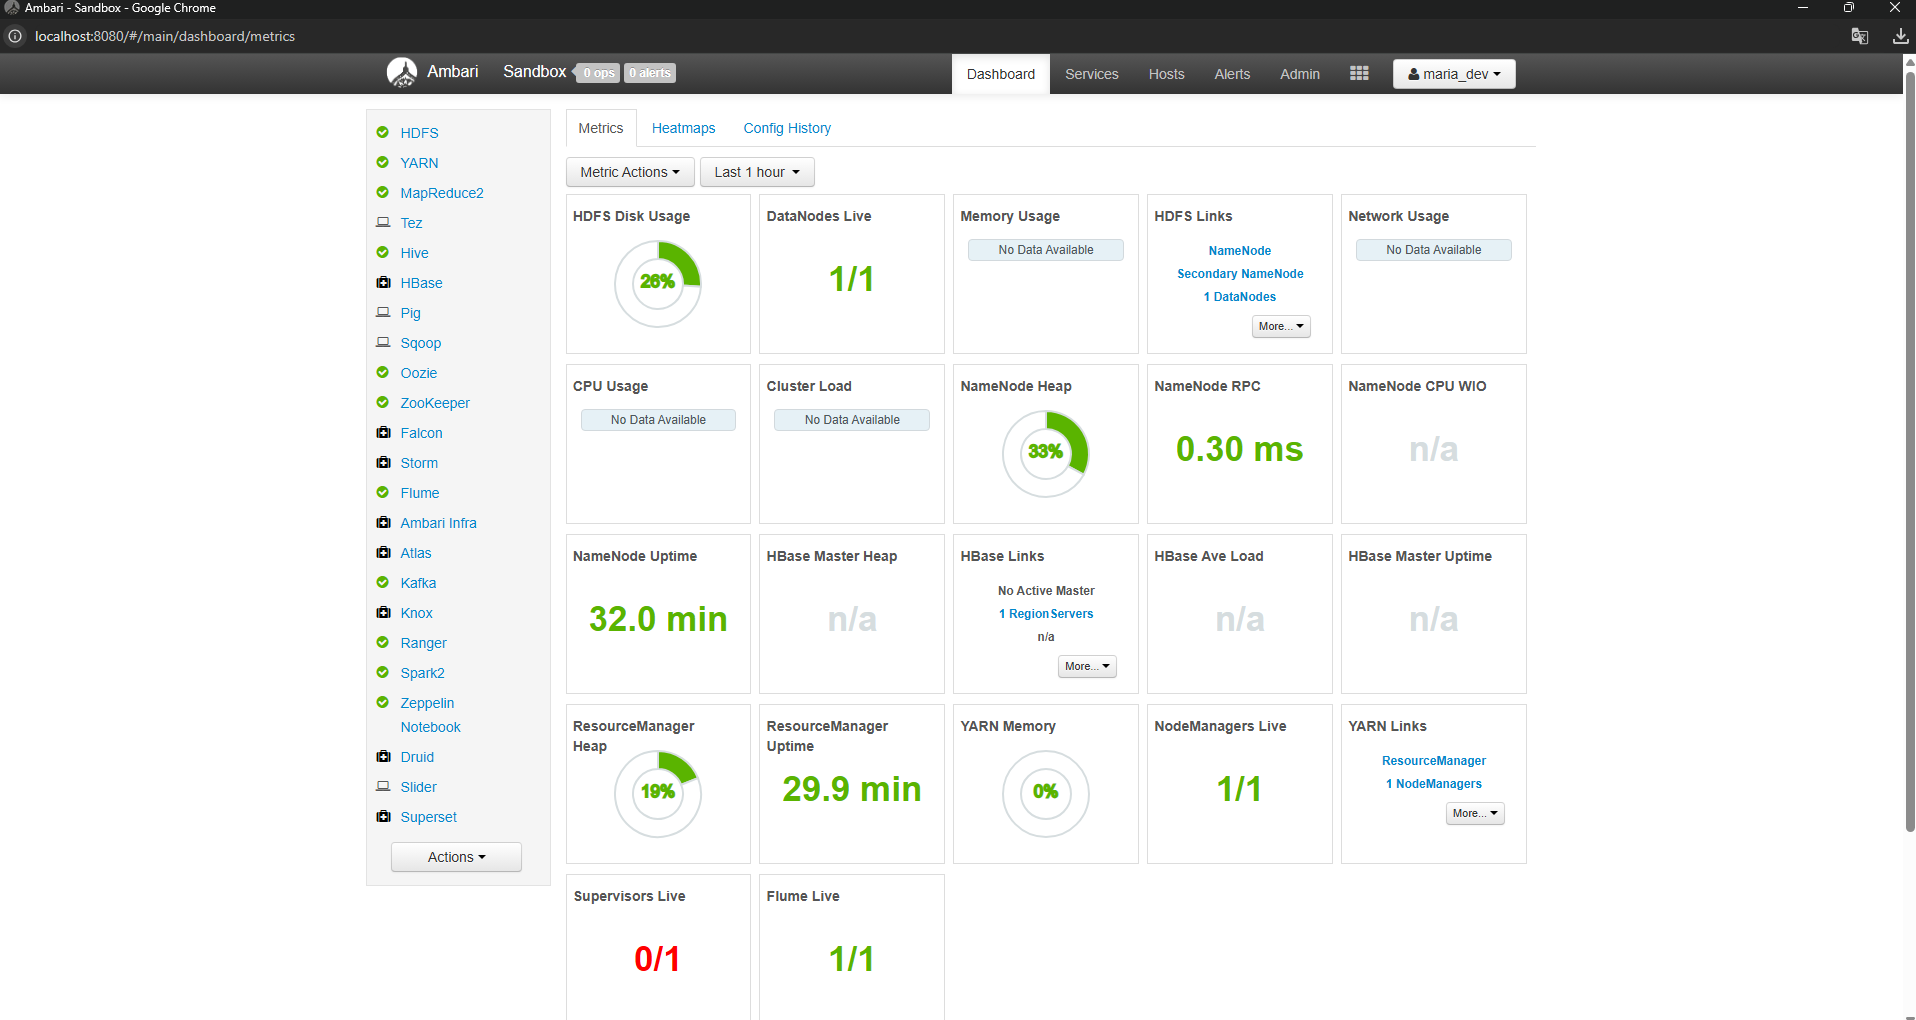 Ambari - Sandbox - Google Chrome
localhost:8080/#/main/dashboard/metrics
Ambari Sandbox 0 ops 0 alerts Dashboard Services Hosts Alerts Admin maria_dev
HDFS
YARN
MapReduce2
Tez
Hive
HBase
Pig
Sqoop
Oozie
ZooKeeper
Falcon
Storm
Flume
Ambari Infra
Atlas
Kafka
Knox
Ranger
Spark2
Zeppelin
Notebook
Druid
Slider
Superset
Actions
Metrics Heatmaps Config History
Metric Actions Last 1 hour
HDFS Disk Usage
26%
DataNodes Live
1/1
Memory Usage
No Data Available
HDFS Links
NameNode
Secondary NameNode
1 DataNodes
More...
Network Usage
No Data Available
CPU Usage
No Data Available
Cluster Load
No Data Available
NameNode Heap
33%
NameNode RPC
0.30 ms
NameNode CPU WIO
n/a
NameNode Uptime
32.0 min
HBase Master Heap
n/a
HBase Links
No Active Master
1 RegionServers
n/a
More...
HBase Ave Load
n/a
HBase Master Uptime
n/a
ResourceManager
Heap
19%
ResourceManager
Uptime
29.9 min
YARN Memory
0%
NodeManagers Live
1/1
YARN Links
ResourceManager
1 NodeManagers
More...
Supervisors Live
0/1
Flume Live
1/1